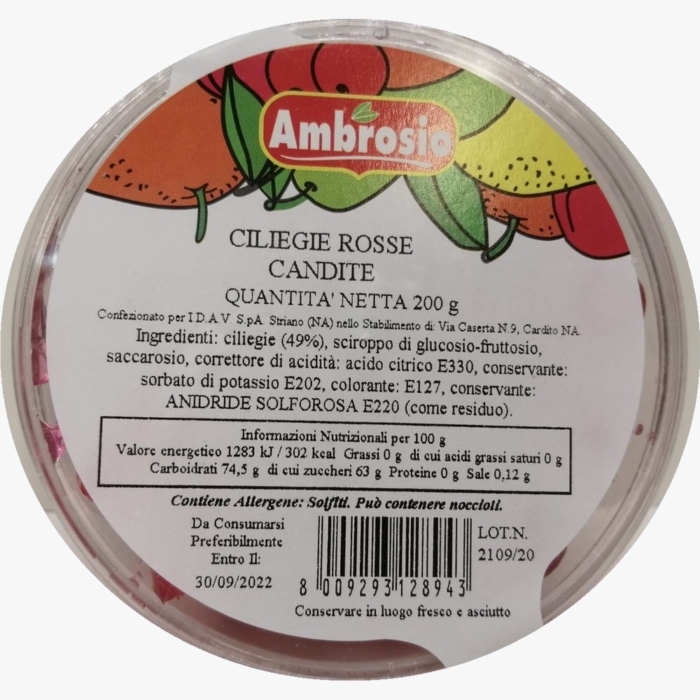 Ambrosio
CILIEGIE ROSSE
CANDITE
QUANTITA' NETTA 200 g
Confezionato per I.D.A.V. S.p.A. Striano (NA) nello Stabilimento di: Via Caserta N.9, Cardito NA.
Ingredienti: ciliegie (49%), sciroppo di glucosio-fruttosio,
saccarosio, correttore di acidità: acido citrico E330, conservante:
sorbato di potassio E202, colorante: E127, conservante:
ANIDRIDE SOLFOROSA E220 (come residuo).
Informazioni Nutrizionali per 100 g
Valore energetico 1283 kJ / 302 kcal Grassi 0 g di cui acidi grassi saturi 0 g
Carboidrati 74,5 g di cui zuccheri 63 g Proteine 0 g Sale 0,12 g
Contiene Allergene: Solfiti. Può contenere noccioli.
Da Consumarsi
Preferibilmente
Entro Il:
30/09/2022
8 009293 128943
LOT.N.
2109/20
Conservare in luogo fresco e asciutto